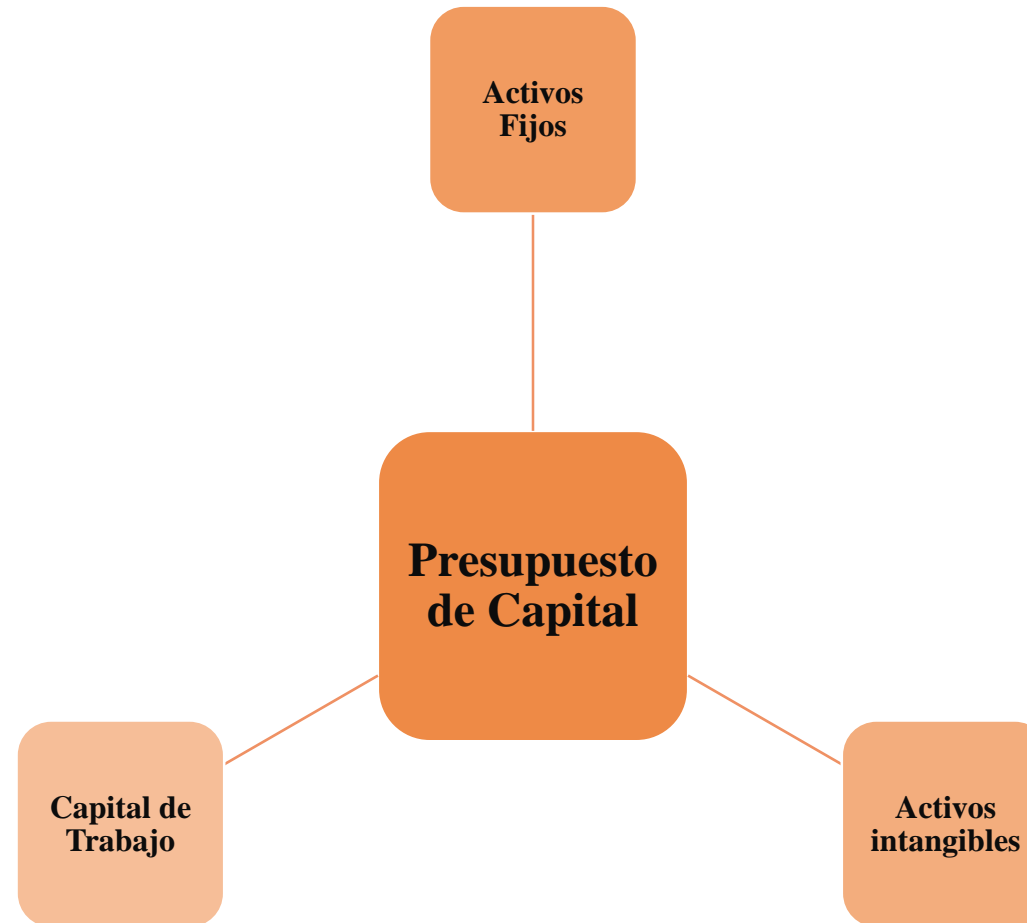 Activos
Fijos
Presupuesto
de Capital
Capital de
Trabajo
Activos
intangibles